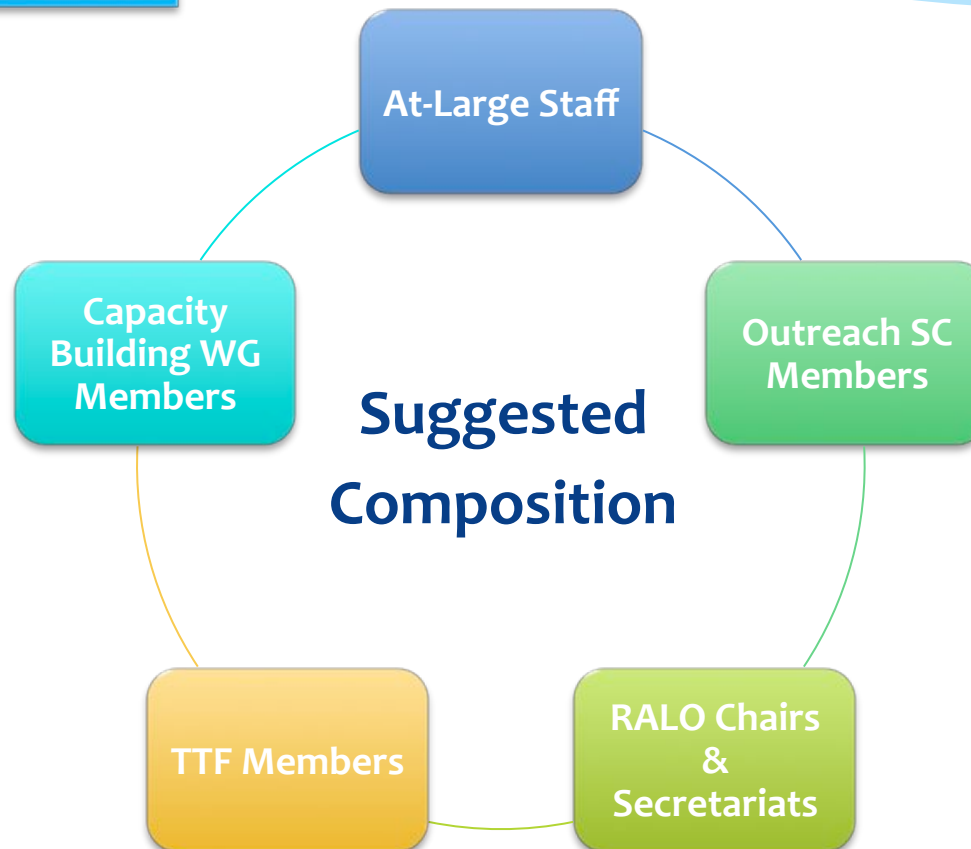 At-Large Staff
Capacity
Building WG
Members
Outreach SC
Members
Suggested
Composition
TTF Members
RALO Chairs
&
Secretariats